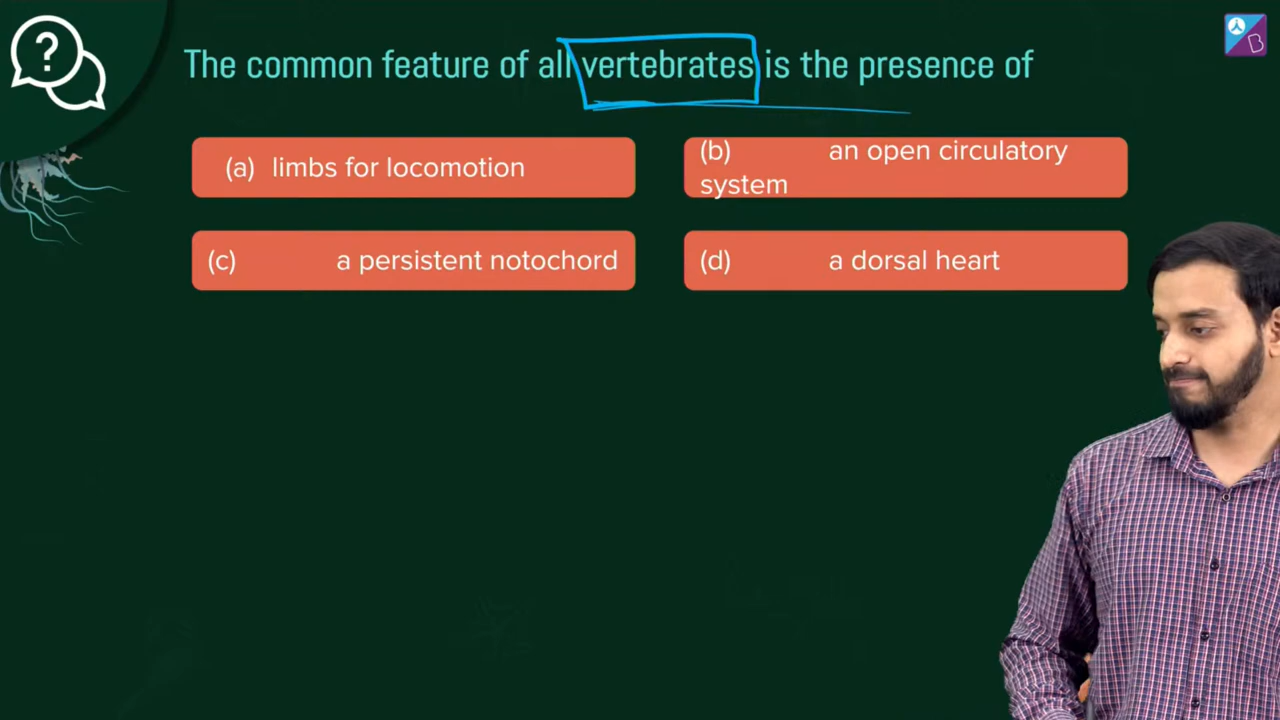 ?
The common feature of all vertebrates is the presence of
(a) limbs for locomotion
(b) an open circulatory
system
(c) a persistent notochord
(d) a dorsal heart
B